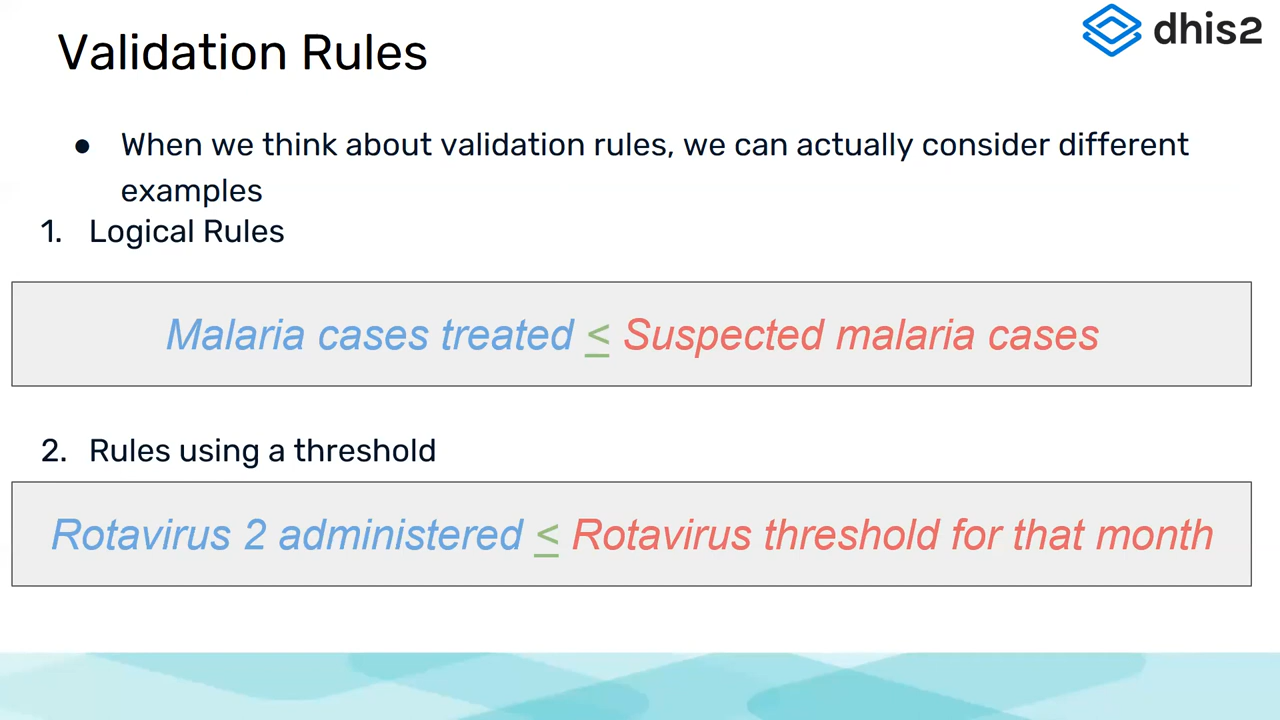 Validation Rules
dhis2
● When we think about validation rules, we can actually consider different
examples
1. Logical Rules
Malaria cases treated ≤ Suspected malaria cases
2. Rules using a threshold
Rotavirus 2 administered ≤ Rotavirus threshold for that month